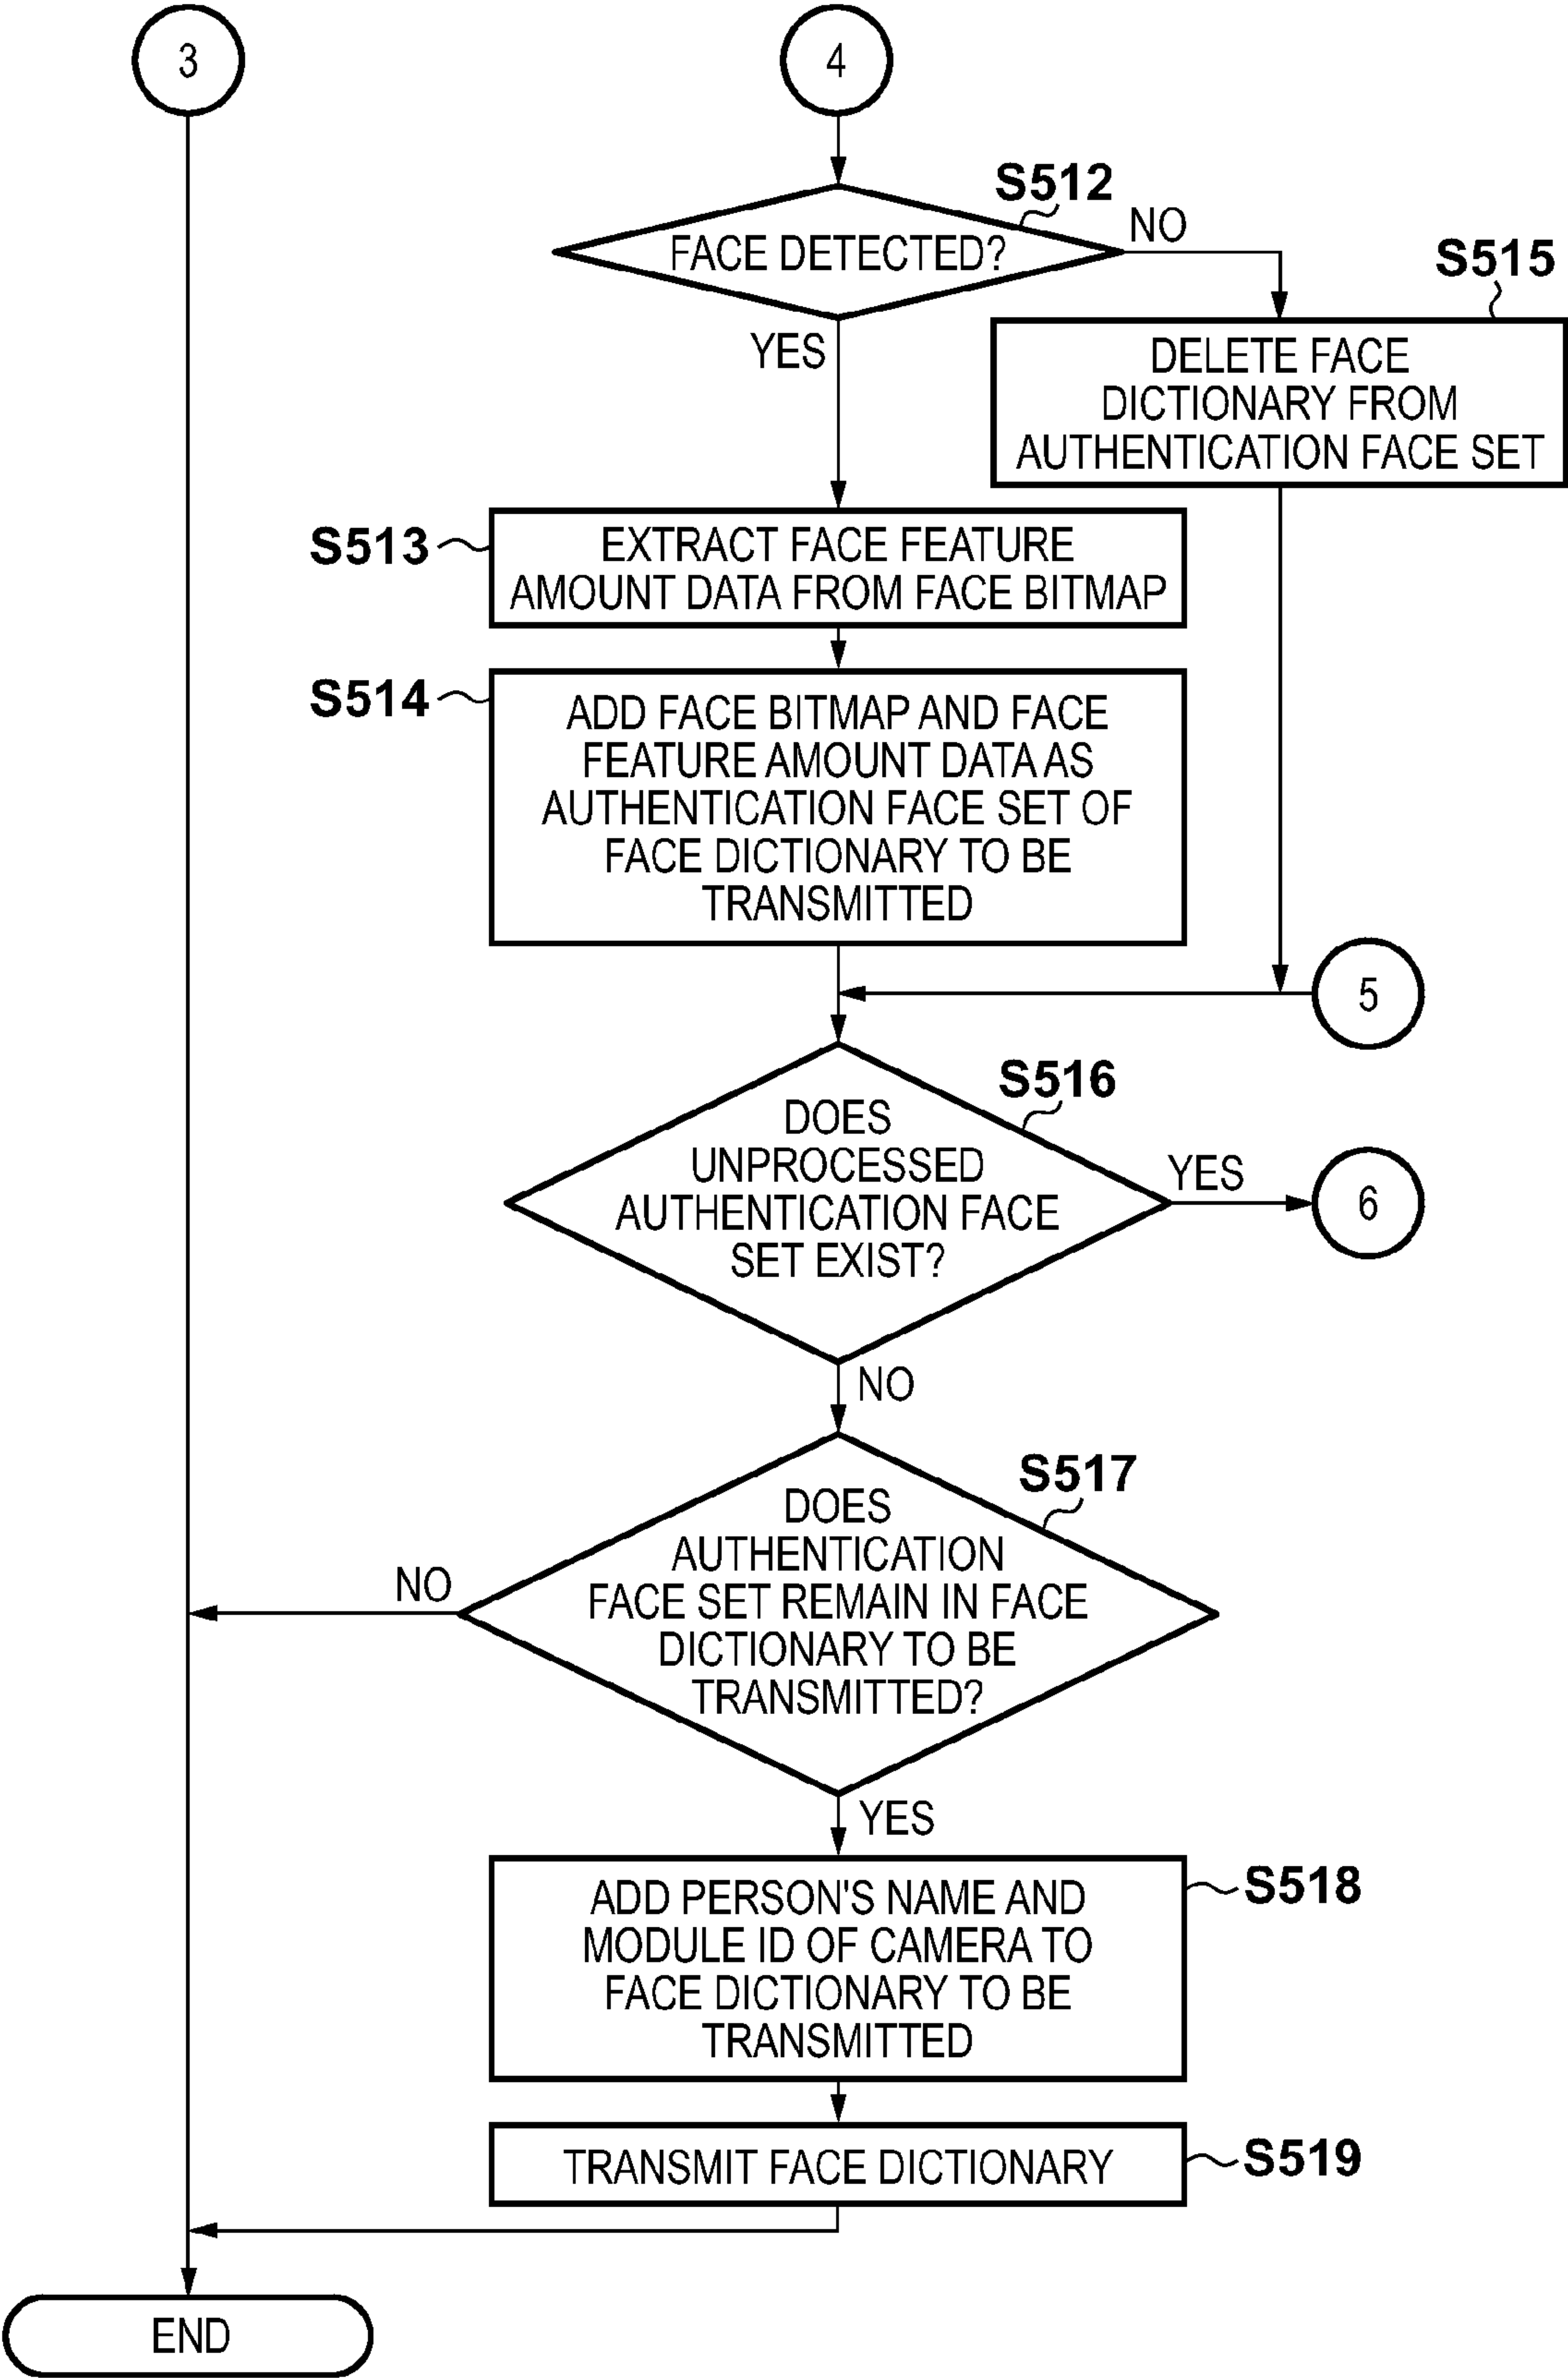 3
4
S512
FACE DETECTED?
NO
YES
S515
DELETE FACE
DICTIONARY FROM
AUTHENTICATION FACE SET
S513
EXTRACT FACE FEATURE
AMOUNT DATA FROM FACE BITMAP
S514
ADD FACE BITMAP AND FACE
FEATURE AMOUNT DATA AS
AUTHENTICATION FACE SET OF
FACE DICTIONARY TO BE
TRANSMITTED
5
S516
DOES
UNPROCESSED
AUTHENTICATION FACE
SET EXIST?
YES
6
NO
S517
DOES
AUTHENTICATION
FACE SET REMAIN IN FACE
DICTIONARY TO BE
TRANSMITTED?
NO
YES
S518
ADD PERSON'S NAME AND
MODULE ID OF CAMERA TO
FACE DICTIONARY TO BE
TRANSMITTED
TRANSMIT FACE DICTIONARY
S519
END